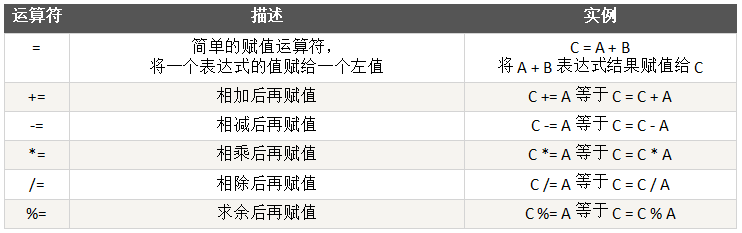 运算符 描述 实例
= 简单的赋值运算符， C = A + B
将一个表达式的值赋给一个左值 将 A + B 表达式结果赋值给 C
+= 相加后再赋值 C += A 等于 C = C + A
-= 相减后再赋值 C -= A 等于 C = C - A
*= 相乘后再赋值 C *= A 等于 C = C * A
/= 相除后再赋值 C /= A 等于 C = C / A
%= 求余后再赋值 C %= A 等于 C = C % A